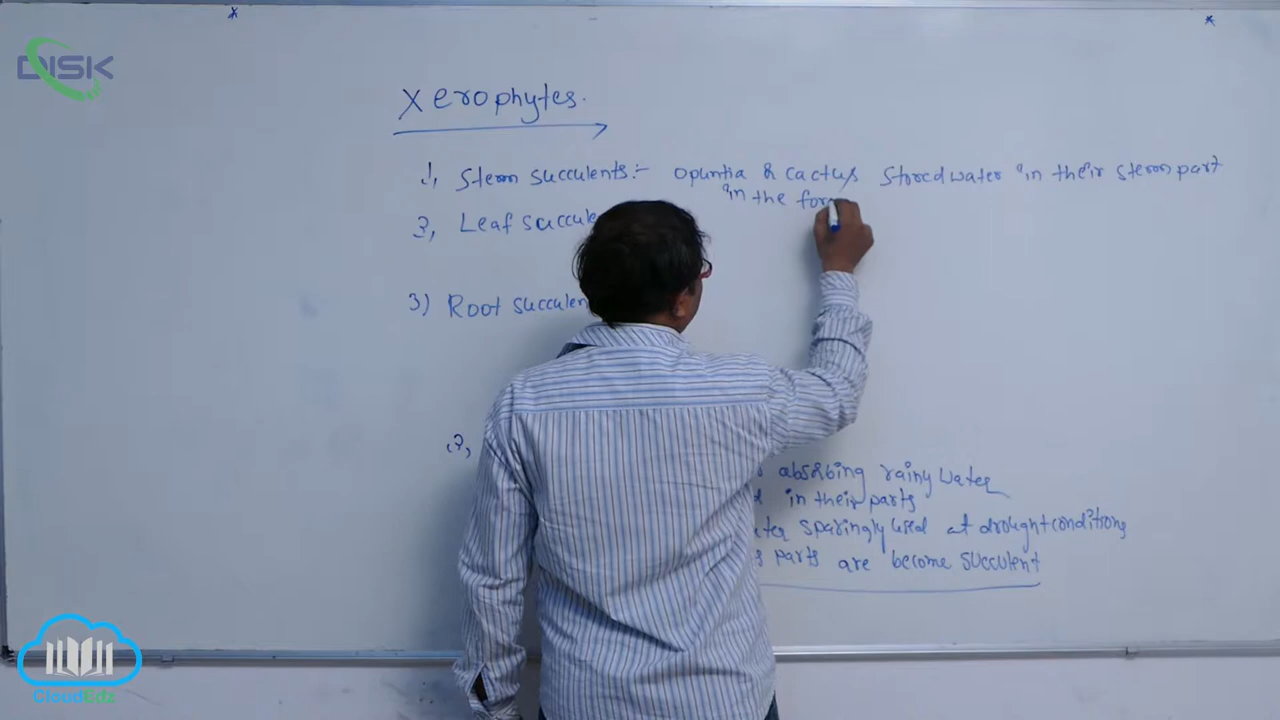 DISK
Xerophytes.
1, Stem succulents:- opuntia & cactus stored water in their stem part
in the for
3, Leaf succule
3) Root succulen
(?,
absorbing rainy water
in their parts
sparingly used at drought conditions
parts are become succulent
CloudEdz